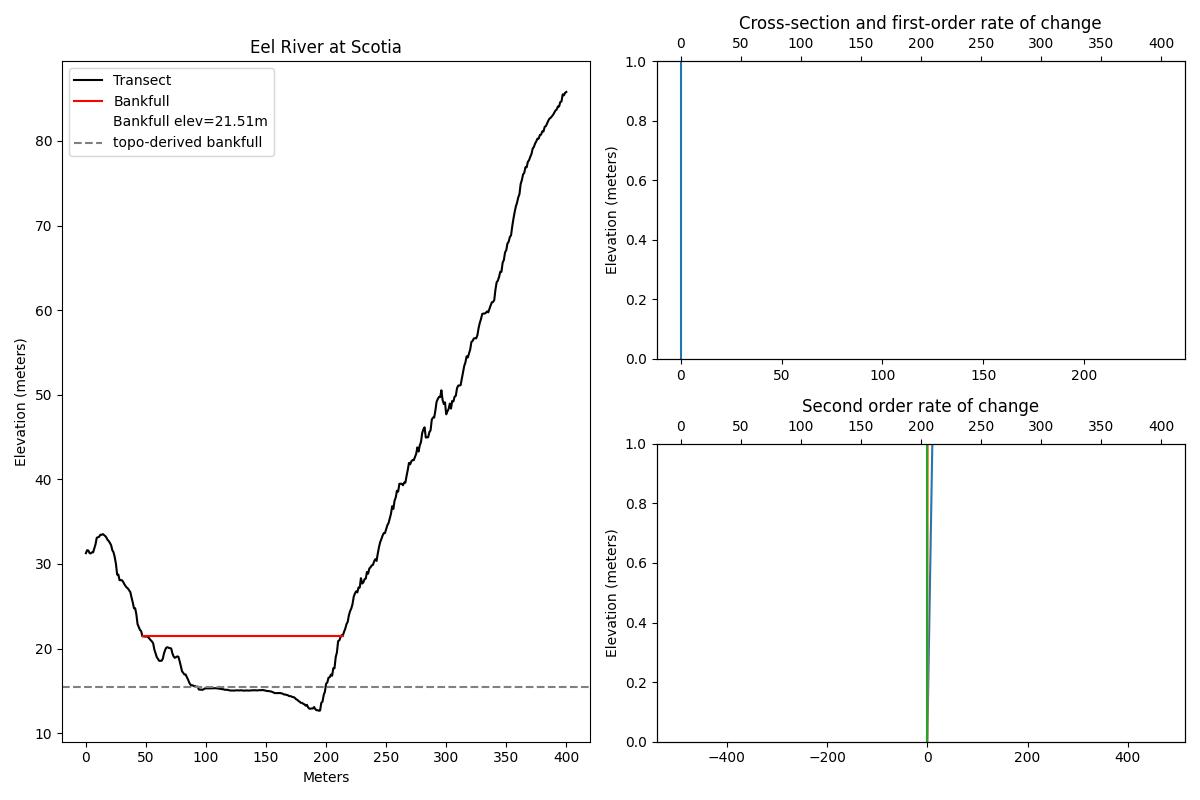 Eel River at Scotia
Transect
Bankfull
Bankfull elev=21.51m
topo-derived bankfull
Elevation (meters)
80
70
60
50
40
30
20
10
0 50 100 150 200 250 300 350 400
Meters
Cross-section and first-order rate of change
0 50 100 150 200 250 300 350 400
Elevation (meters)
1.0
0.8
0.6
0.4
0.2
0.0
0 50 100 150 200
Second order rate of change
0 50 100 150 200 250 300 350 400
Elevation (meters)
1.0
0.8
0.6
0.4
0.2
0.0
−400 −200 0 200 400